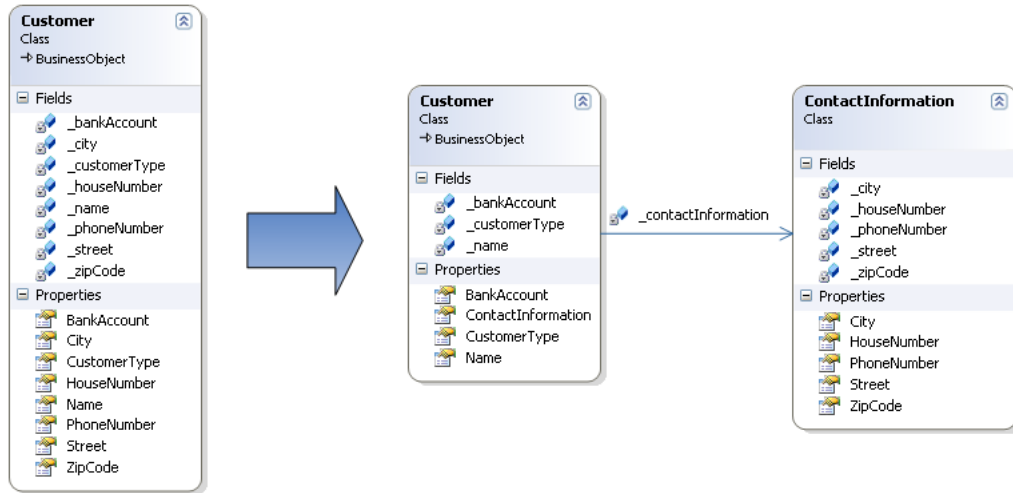 Customer
Class
BusinessObject
Fields
_bankAccount
_city
_customerType
_houseNumber
_name
_phoneNumber
_street
_zipCode
Properties
BankAccount
City
CustomerType
HouseNumber
Name
PhoneNumber
Street
ZipCode
Customer
Class
BusinessObject
Fields
_bankAccount
_customerType
_name
Properties
BankAccount
ContactInformation
CustomerType
Name
_contactInformation
ContactInformation
Class
Fields
_city
_houseNumber
_phoneNumber
_street
_zipCode
Properties
City
HouseNumber
PhoneNumber
Street
ZipCode